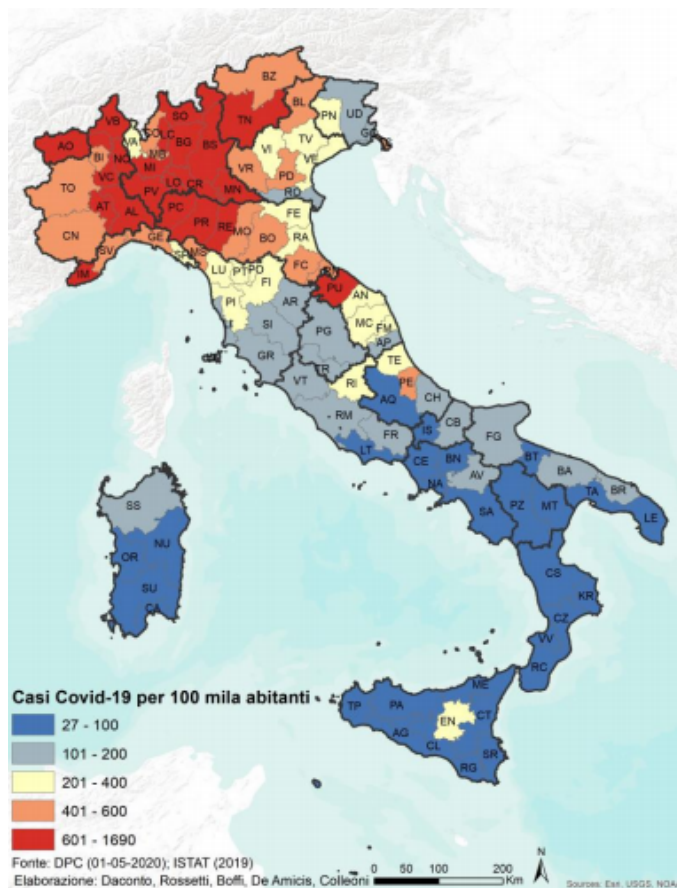 BZ
SO
BL
PN
UD
VB
TN
GO
VA
CO
LC
BG
BS
TV
AO
BI
NO
MB
VI
VE
MI
VR
PD
TO
VC
LO
CR
MN
RO
PV
AT
AL
PC
PR
RE
MO
FE
CN
GE
BO
RA
SV
SP
MS
FC
RN
IM
LU
PT
PO
FI
PU
AN
PI
AR
MC
FM
SI
PG
AP
GR
TR
TE
VT
RI
PE
AQ
CH
RM
FR
IS
CB
FG
LT
CE
BN
BT
BA
AV
NA
TA
BR
SS
SA
PZ
MT
LE
NU
OR
CS
SU
KR
CA
CZ
VV
RC
ME
TP
PA
EN
CT
AG
CL
SR
RG
Casi Covid-19 per 100 mila abitanti
27 - 100
101 - 200
201 - 400
401 - 600
601 - 1690
Fonte: DPC (01-05-2020); ISTAT (2019)
Elaborazione: Daconto, Rossetti, Boffi, De Amicis, Colleoni
0 50 100 200
Km
N
Sources: Esri, USGS, NOAA